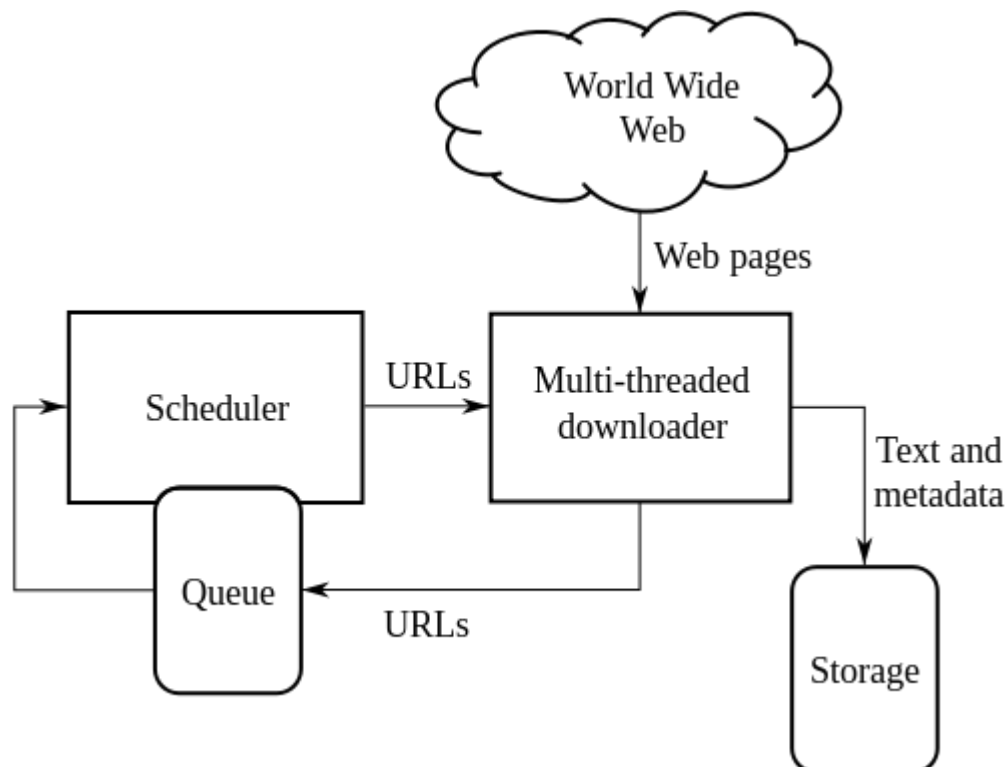 World Wide
Web
Web pages
URLs
Multi-threaded
downloader
Scheduler
Text and
metadata
Queue
URLs
Storage